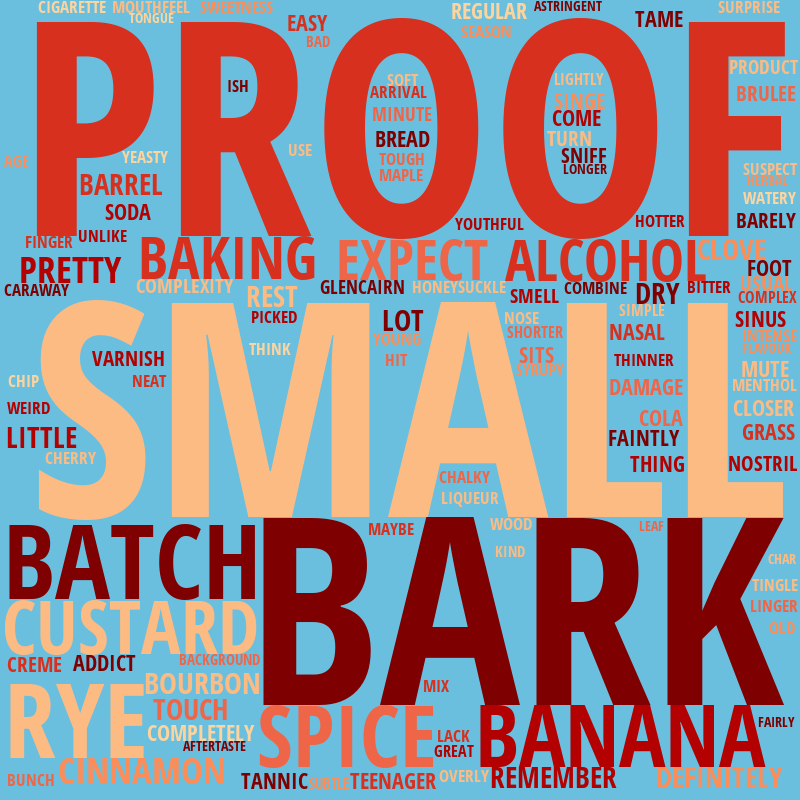 CIGARETTE MOUTHFEEL SWEETNESS REGULAR ASTRINGENT SURPRISE
TONGUE EASY SEASON TAME
BAD
PROOF
ISH SOFT LIGHTLY PRODUCT
ARRIVAL SINGE BRULEE
MINUTE COME
BREAD TURN
AGE YEASTY USE TOUGH SNIFF
MAPLE LONGER SUSPECT
BARREL HERBAL
SODA WATERY
YOUTHFUL HOTTER BARELY
FINGER UNLIKE
BAKING EXPECT ALCOHOL CLOVE
PRETTY FOOT
CARAWAY COMPLEXITY REST GLENCAIRN HONEYSUCKLE SMELL COMBINE DRY BITTER USUAL
COMPLEX
PICKED LOT NOSE SIMPLE SINUS
SMALL
VARNISH THINK YOUNG SHORTER NASAL INTENSE
HIT SITS THINNER FLAVOUR
CHIP NEAT SYRUPY MUTE
DAMAGE MENTHOL
WEIRD COLA CLOSER
LITTLE FAINTLY GRASS
CHERRY THING NOSTRIL
CHALKY
LIQUEUR
BATCH BARK
MAYBE WOOD LEAF
KIND CHAR
TINGLE
CUSTARD LINGER
OLD
CREME ADDICT BACKGROUND
RYE BOURBON MIX
TOUCH SPICE BANANA
COMPLETELY LACK FAIRLY
AFTERTASTE GREAT
BUNCH CINNAMON TANNIC SUBTLE TEENAGER OVERLY REMEMBER DEFINITELY